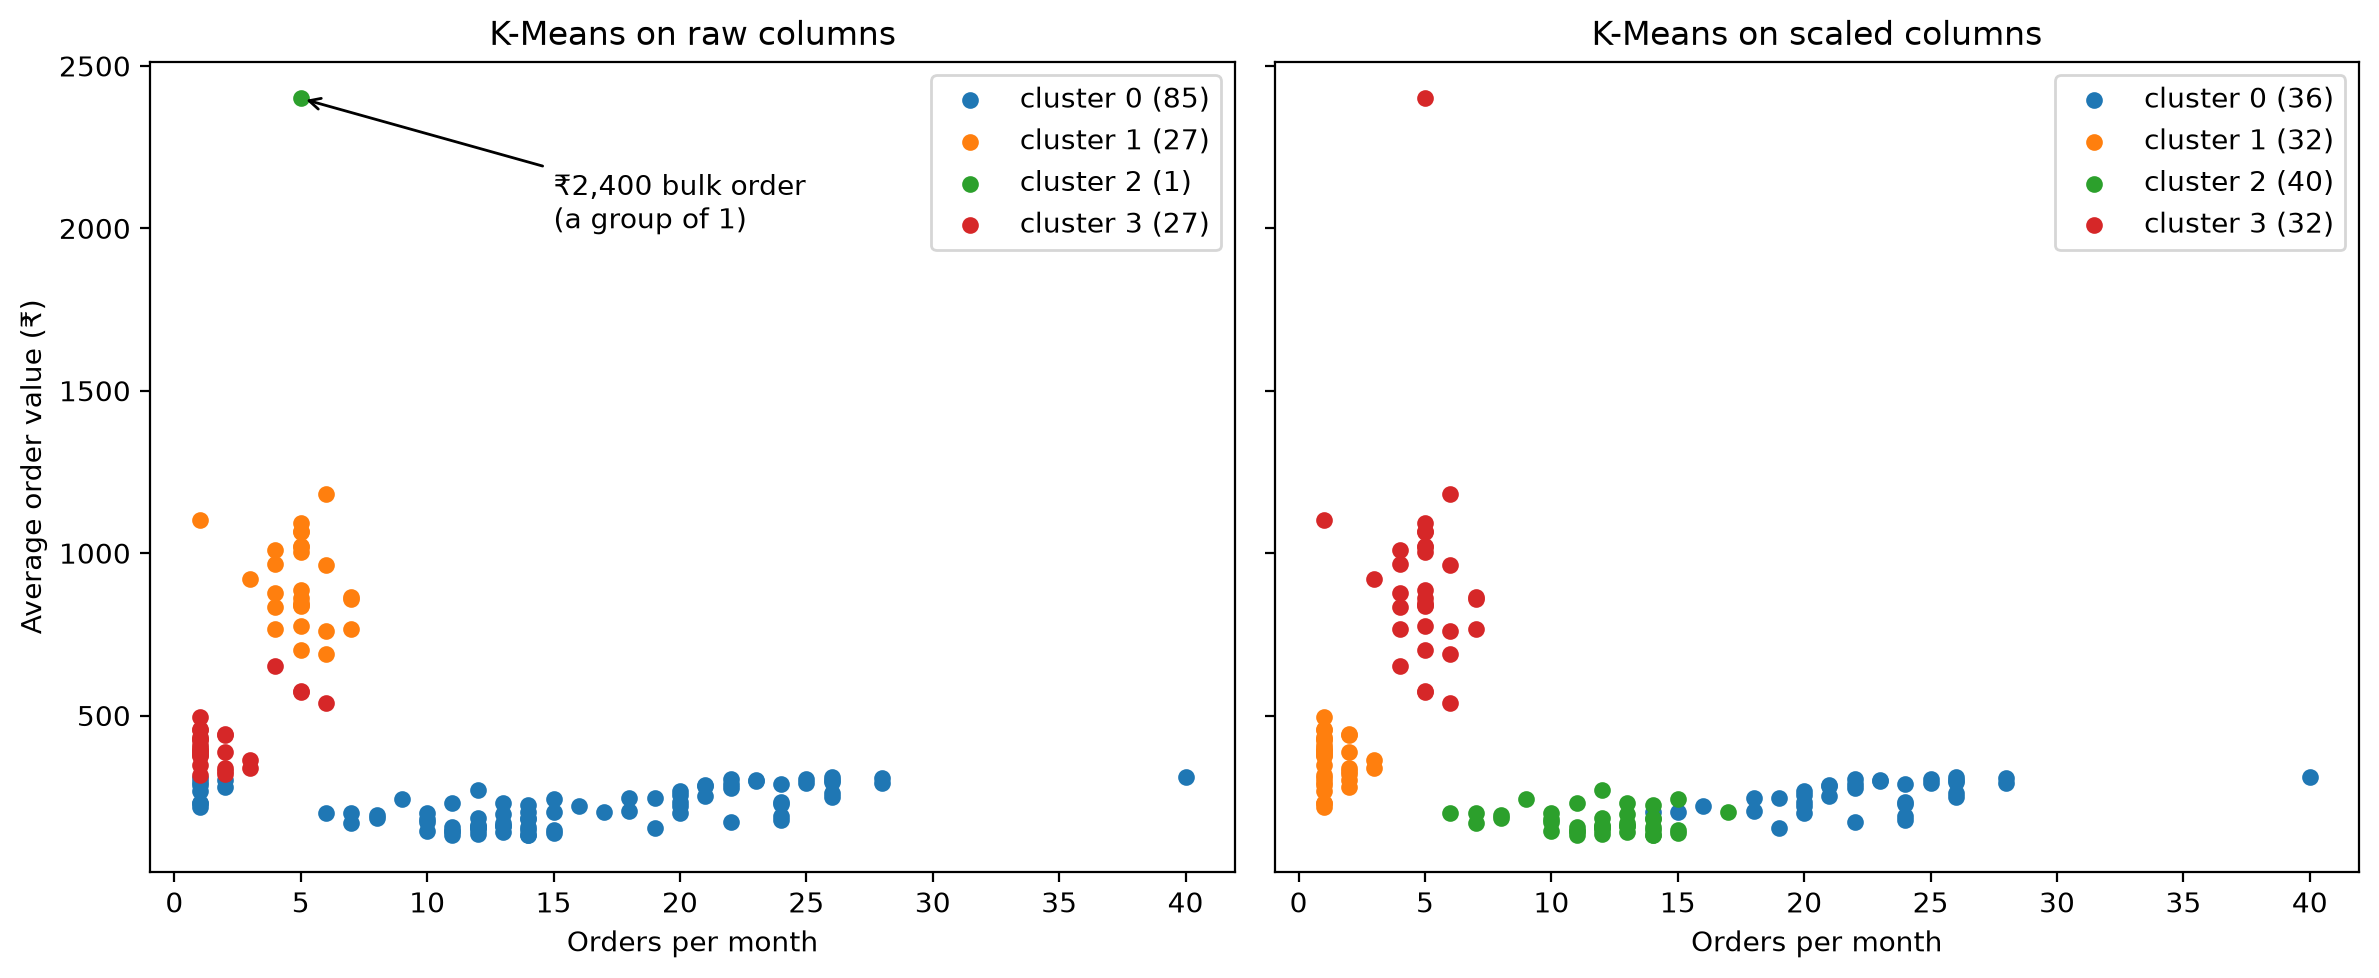 K-Means on raw columns
2500
2000
1500
1000
500
Average order value (₹)
₹2,400 bulk order
(a group of 1)
cluster 0 (85)
cluster 1 (27)
cluster 2 (1)
cluster 3 (27)
0 5 10 15 20 25 30 35 40
Orders per month
K-Means on scaled columns
cluster 0 (36)
cluster 1 (32)
cluster 2 (40)
cluster 3 (32)
0 5 10 15 20 25 30 35 40
Orders per month